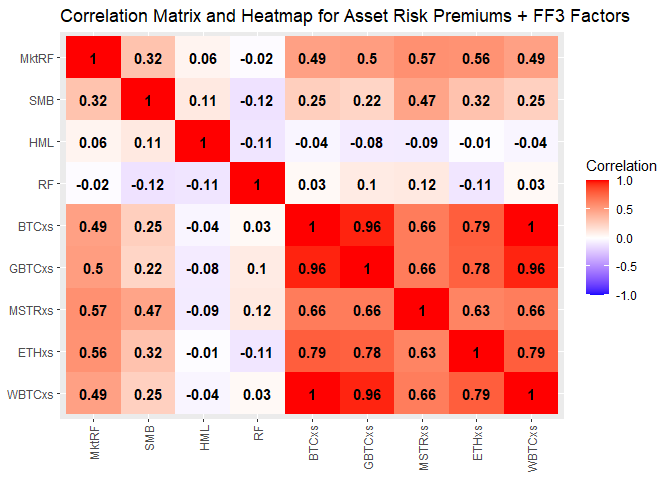 Correlation Matrix and Heatmap for Asset Risk Premiums + FF3 Factors
MktRF 1 0.32 0.06 -0.02 0.49 0.5 0.57 0.56 0.49
SMB 0.32 1 0.11 -0.12 0.25 0.22 0.47 0.32 0.25
HML 0.06 0.11 1 -0.11 -0.04 -0.08 -0.09 -0.01 -0.04
RF -0.02 -0.12 -0.11 1 0.03 0.1 0.12 -0.11 0.03
BTCxs 0.49 0.25 -0.04 0.03 1 0.96 0.66 0.79 1
GBTCxs 0.5 0.22 -0.08 0.1 0.96 1 0.66 0.78 0.96
MSTRxs 0.57 0.47 -0.09 0.12 0.66 0.66 1 0.63 0.66
ETHxs 0.56 0.32 -0.01 -0.11 0.79 0.78 0.63 1 0.79
WBTCxs 0.49 0.25 -0.04 0.03 1 0.96 0.66 0.79 1
MktRF SMB HML RF BTCxs GBTCxs MSTRxs ETHxs WBTCxs
Correlation
1.0
0.5
0.0
-0.5
-1.0